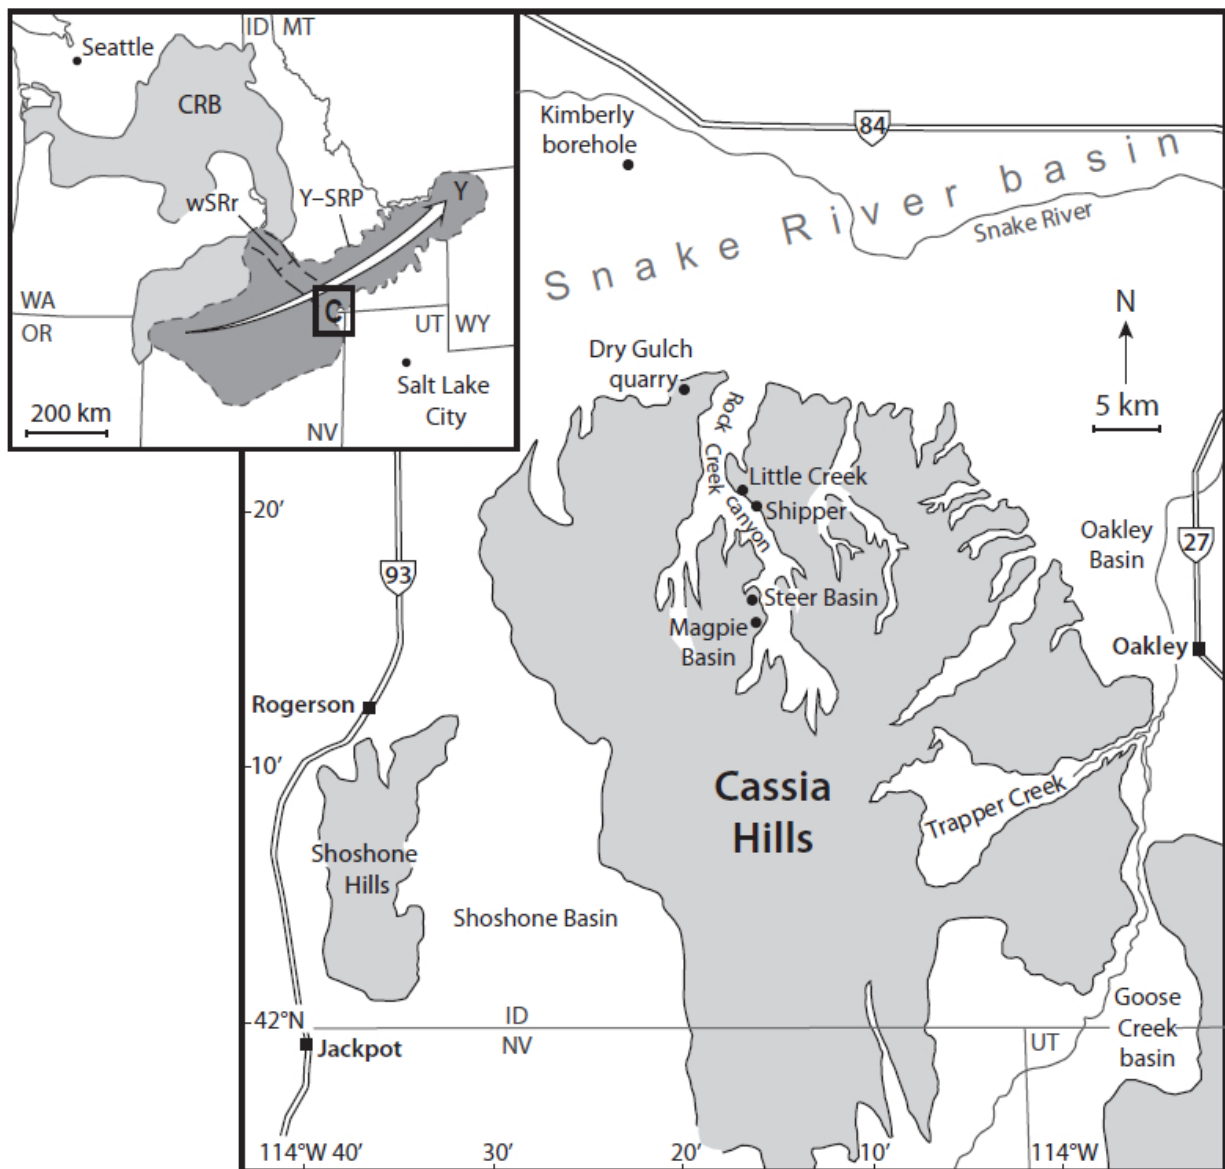 ID MT
Seattle
CRB
wSRr
Y–SRP
Y
WA
OR
C
UT WY
Salt Lake
City
200 km
NV
Kimberly
borehole
84
Snake River basin
Snake River
N
5 km
Dry Gulch
quarry
Rock Creek canyon
Little Creek
Shipper
Steer Basin
Magpie
Basin
Oakley
Basin
27
Oakley
20’
93
Rogerson
10’
Cassia
Hills
Trapper Creek
Shoshone
Hills
Shoshone Basin
Goose
Creek
basin
42°N
ID
NV
UT
Jackpot
114°W 40’
30’
20’
10’
114°W